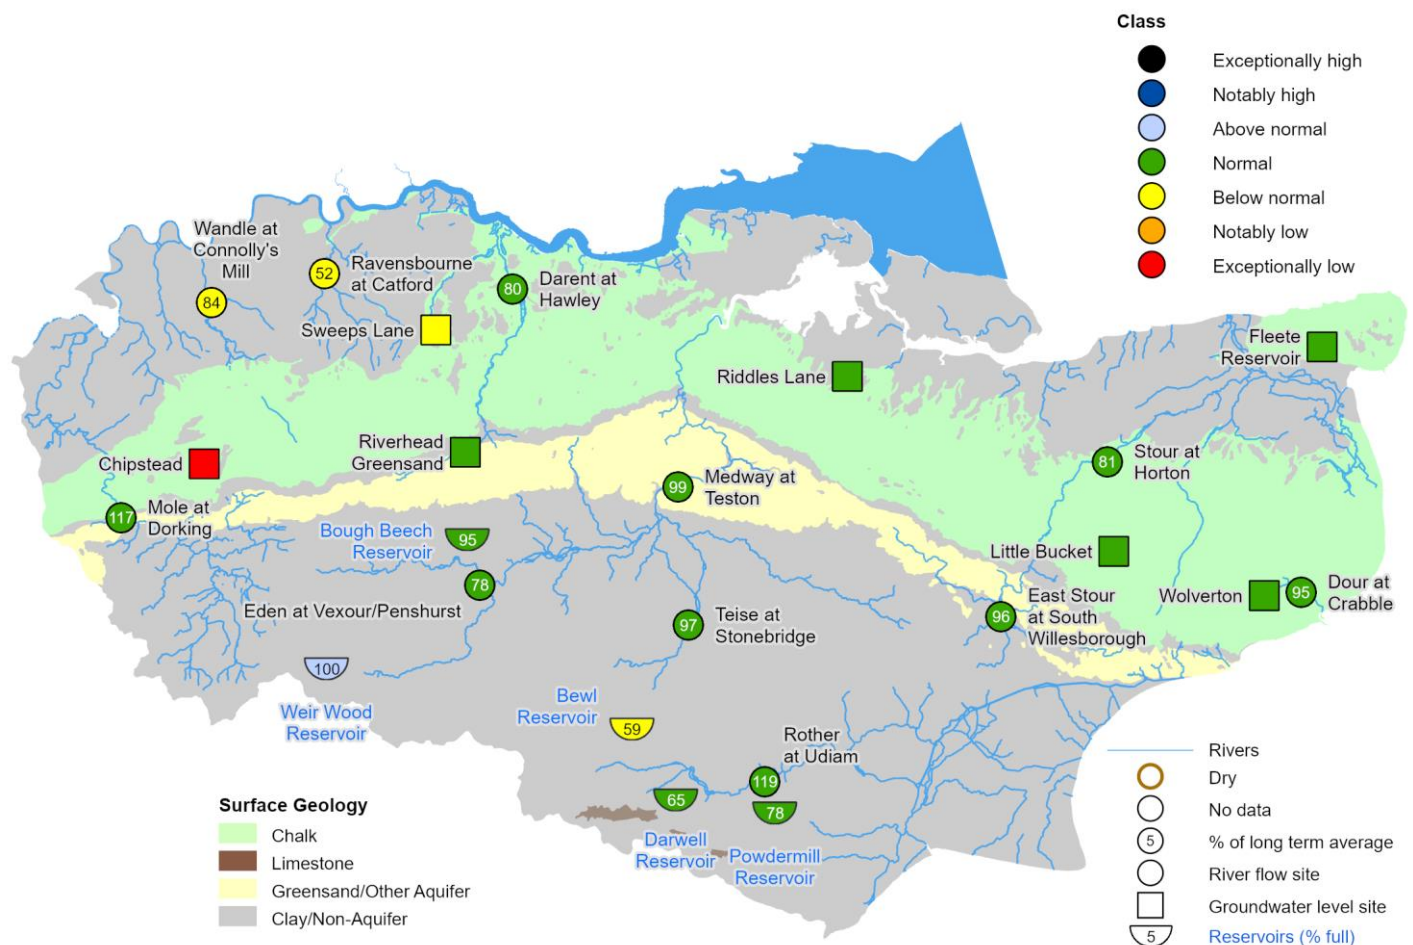 Class
Exceptionally high
Notably high
Above normal
Normal
Below normal
Notably low
Exceptionally low
Wandle at
Connolly's
Mill
84
52
Ravensbourne
at Catford
Sweeps Lane
80
Darent at
Hawley
Riddles Lane
Fleete
Reservoir
Chipstead
Riverhead
Greensand
117
Mole at
Dorking
99
Medway at
Teston
81
Stour at
Horton
Bough Beech
Reservoir
95
78
Eden at Vexour/Penshurst
Little Bucket
Wolverton
95
Dour at
Crabble
97
Teise at
Stonebridge
96
East Stour
at South
Willesborough
100
Weir Wood
Reservoir
Bewl
Reservoir
59
Rother
at Udiam
119
65
78
Darwell
Reservoir
Powdermill
Reservoir
Surface Geology
Chalk
Limestone
Greensand/Other Aquifer
Clay/Non-Aquifer
Rivers
Dry
No data
5
% of long term average
River flow site
Groundwater level site
5
Reservoirs (% full)